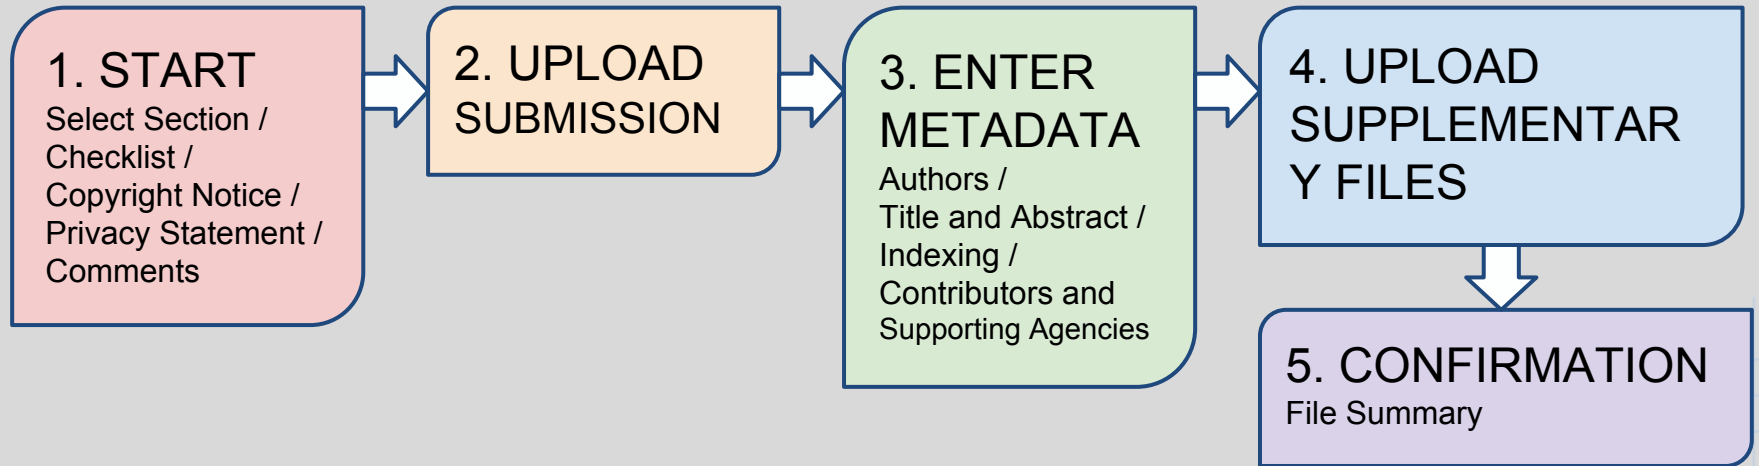 1. START
Select Section /
Checklist /
Copyright Notice /
Privacy Statement /
Comments
2. UPLOAD
SUBMISSION
3. ENTER
METADATA
Authors /
Title and Abstract /
Indexing /
Contributors and
Supporting Agencies
4. UPLOAD
SUPPLEMENTAR
Y FILES
5. CONFIRMATION
File Summary